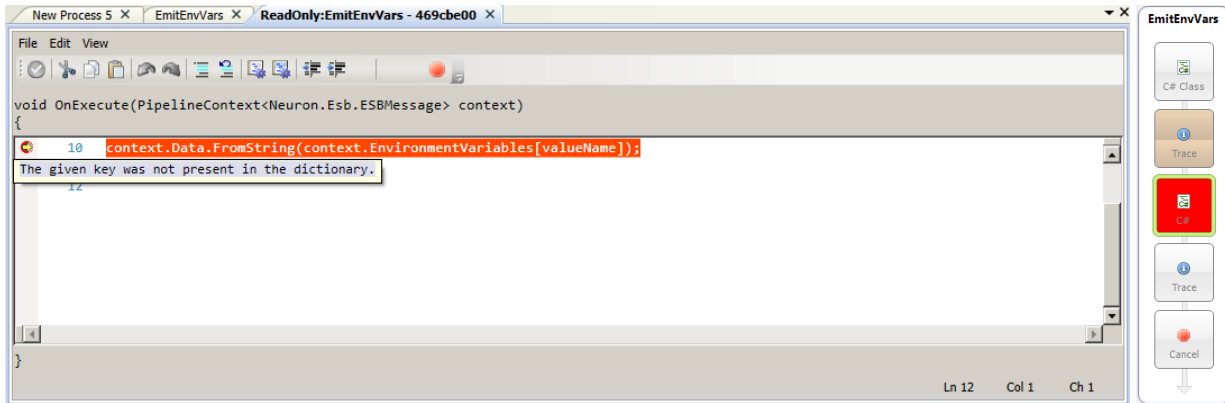 New Process 5 X EmitEnvVars X ReadOnly:EmitEnvVars - 469cbe00 X
File Edit View
void OnExecute(PipelineContext<Neuron.Esb.ESBMessage> context)
{
10 context.Data.FromString(context.EnvironmentVariables[valueName]);
The given key was not present in the dictionary.
12
}
Ln 12 Col 1 Ch 1
EmitEnvVars
C# Class
Trace
C#
Trace
Cancel